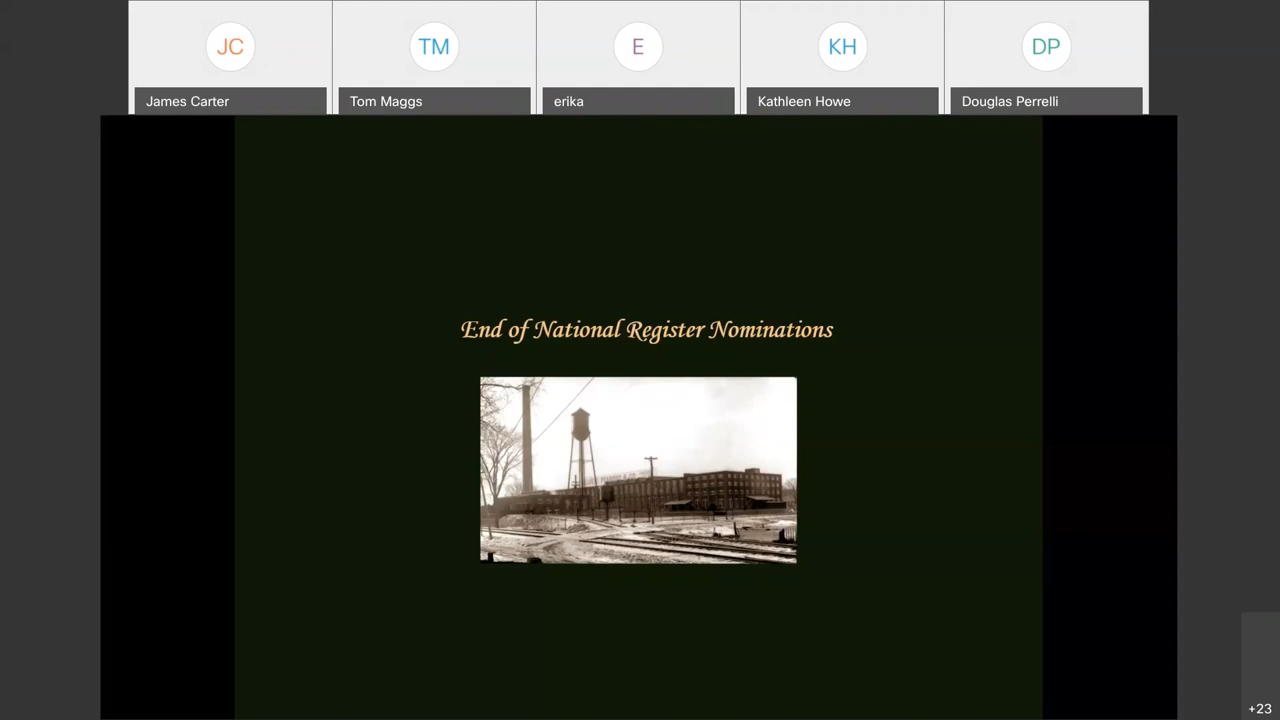 JC
TM
E
KH
DP
James Carter
Tom Maggs
erika
Kathleen Howe
Douglas Perrelli
End of National Register Nominations
+23